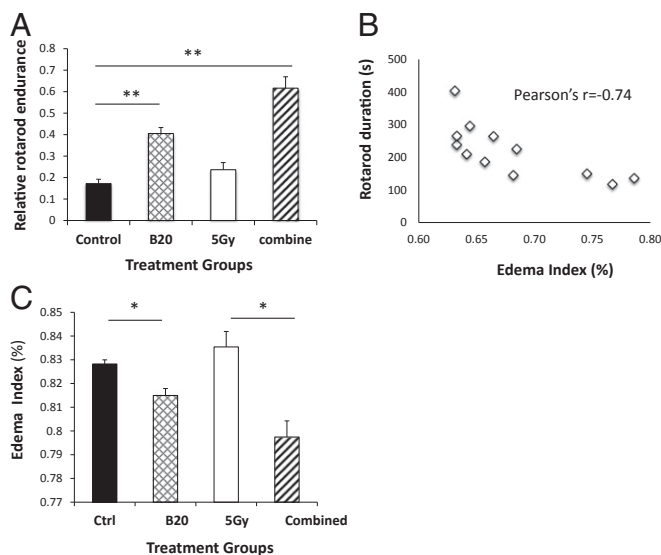 A
Relative rotarod endurance
0.8
0.7
0.6
0.5
0.4
0.3
0.2
0.1
0
**
**
Control B20 5Gy combine
Treatment Groups
B
Rotarod duration (s)
500
400
300
200
100
0
Pearson's r=-0.74
0.60 0.65 0.70 0.75 0.80
Edema Index (%)
C
Edema Index (%)
0.85
0.84
0.83
0.82
0.81
0.8
0.79
0.78
0.77
* *
Ctrl B20 5Gy Combined
Treatment Groups